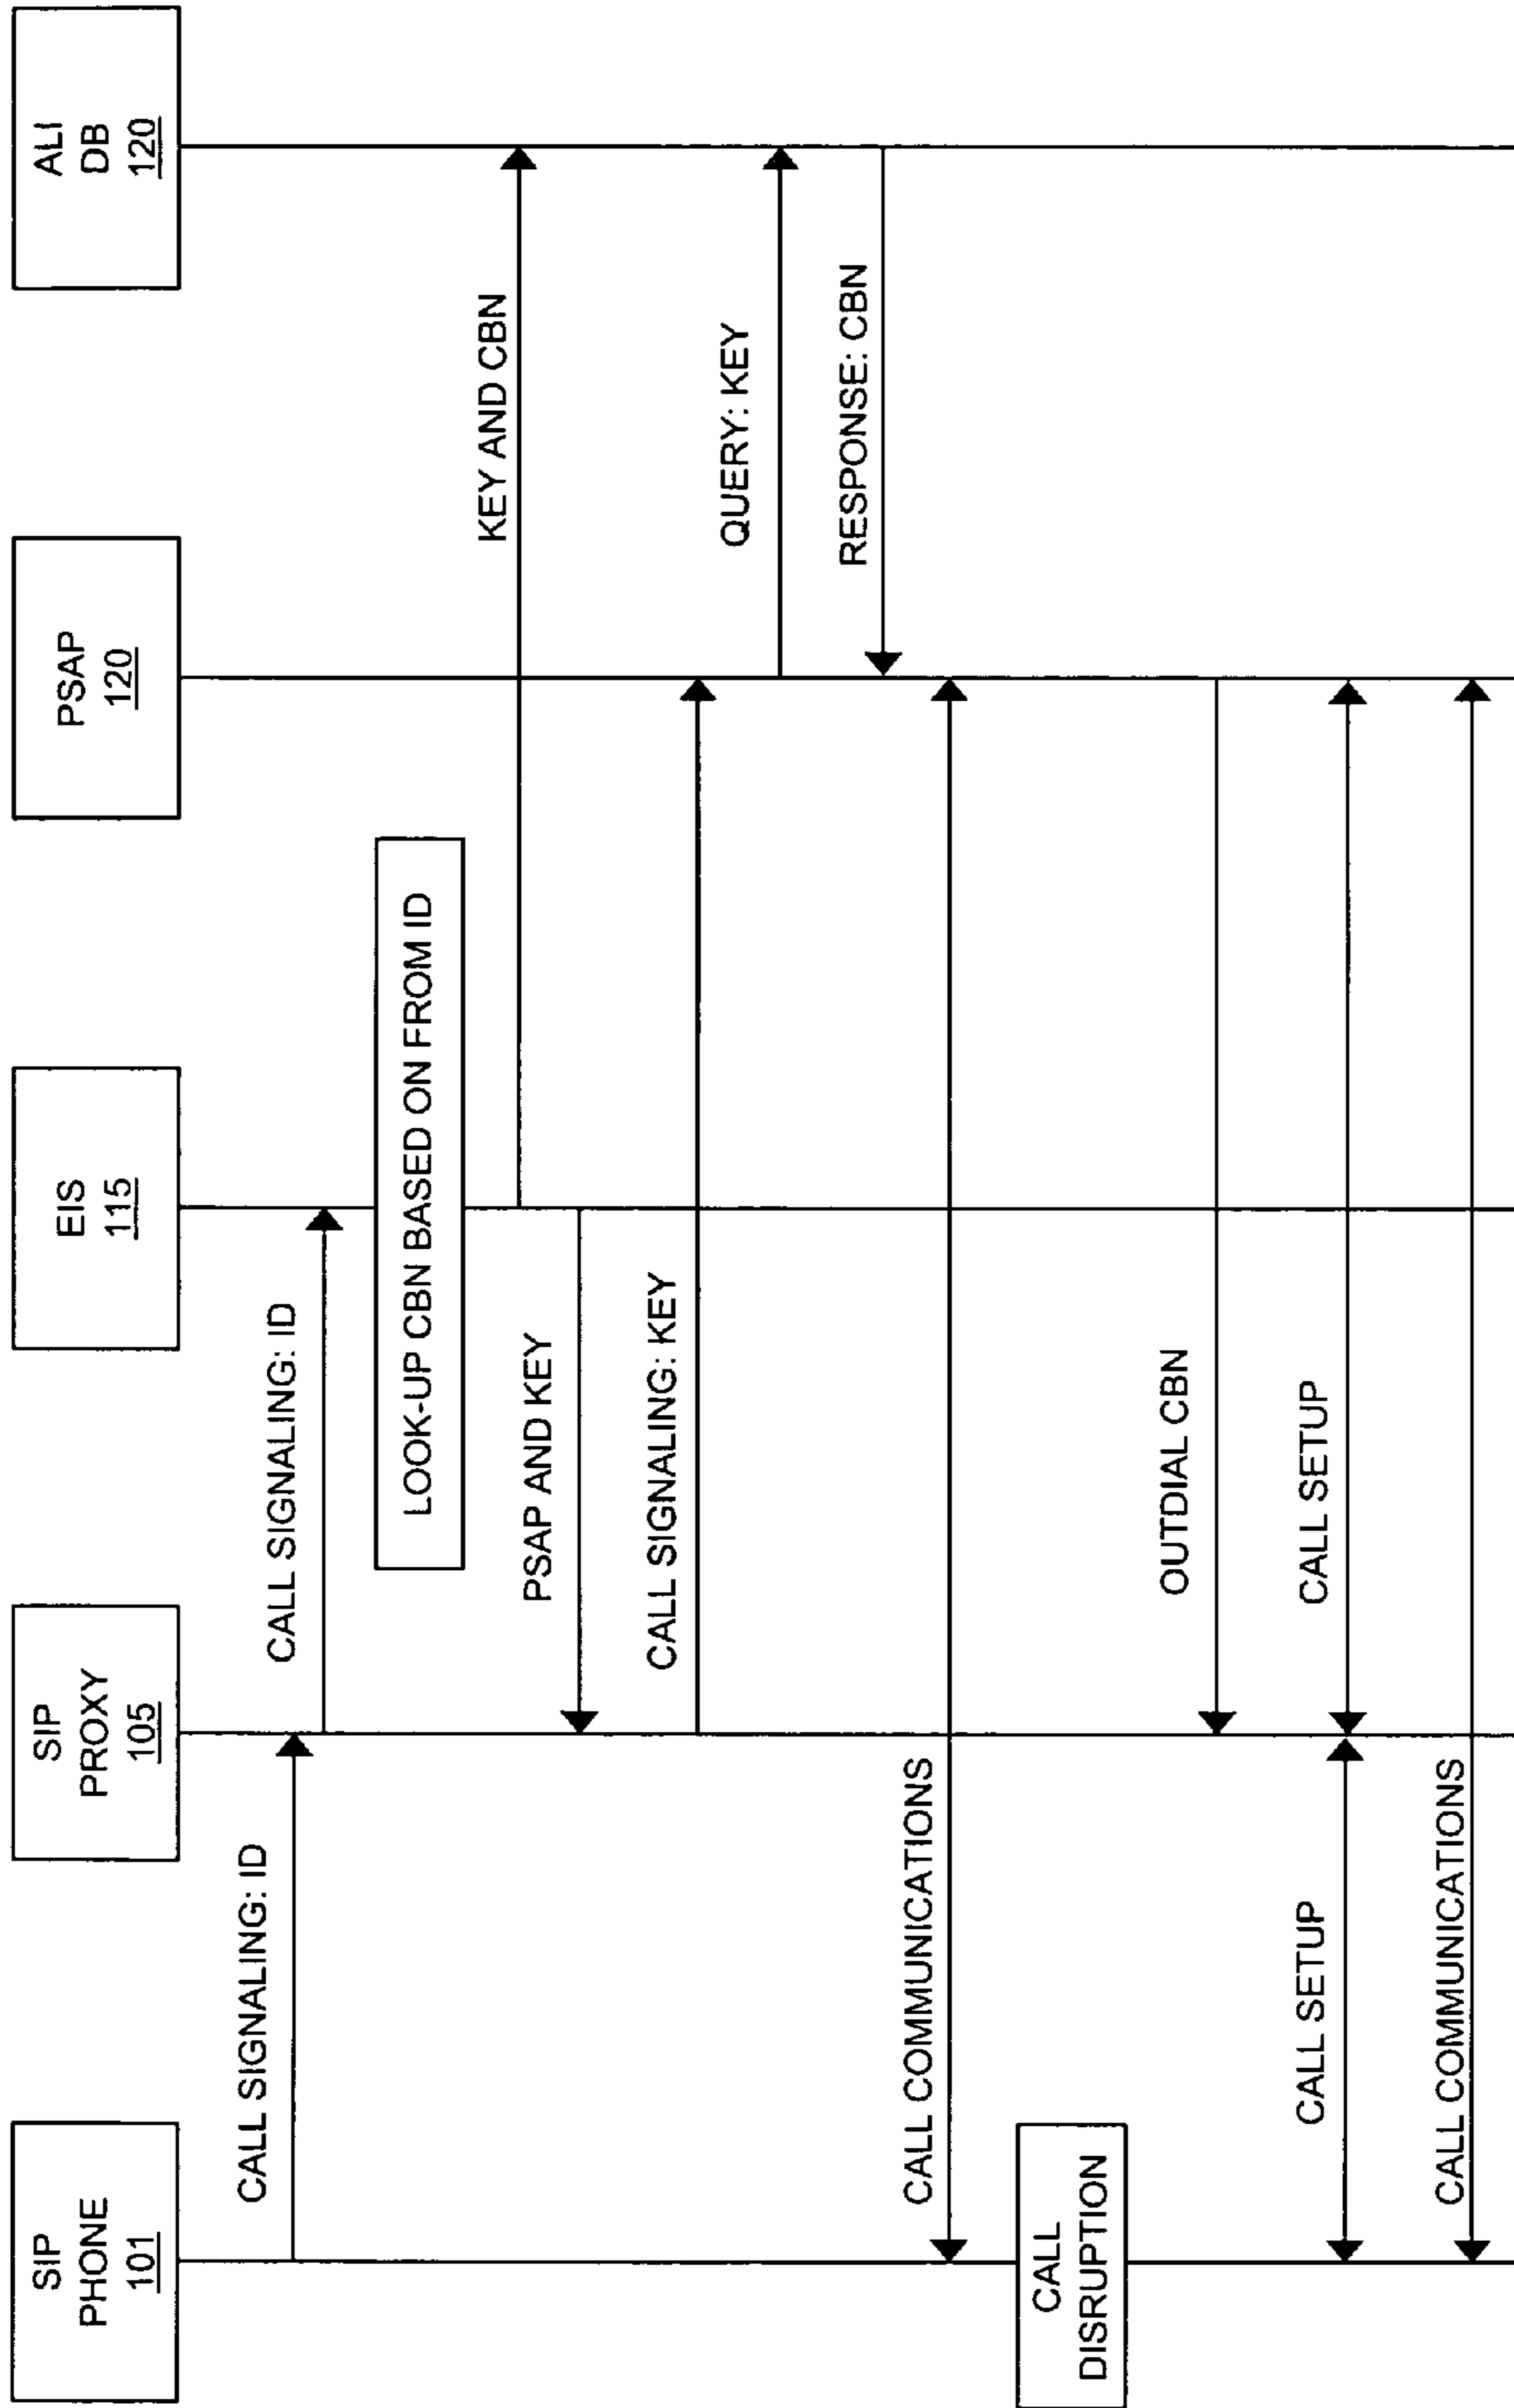 SIP
PHONE
101
SIP
PROXY
105
EIS
115
PSAP
120
ALI
DB
120
CALL SIGNALING: ID
CALL SIGNALING: ID
LOOK-UP CBN BASED ON FROM ID
KEY AND CBN
PSAP AND KEY
CALL SIGNALING: KEY
QUERY: KEY
RESPONSE: CBN
CALL COMMUNICATIONS
CALL
DISRUPTION
OUTDIAL CBN
CALL SETUP
CALL SETUP
CALL COMMUNICATIONS